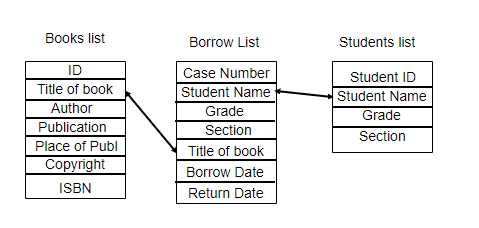 Books list
ID
Title of book
Author
Publication
Place of Publ
Copyright
ISBN
Borrow List
Case Number
Student Name
Grade
Section
Title of book
Borrow Date
Return Date
Students list
Student ID
Student Name
Grade
Section